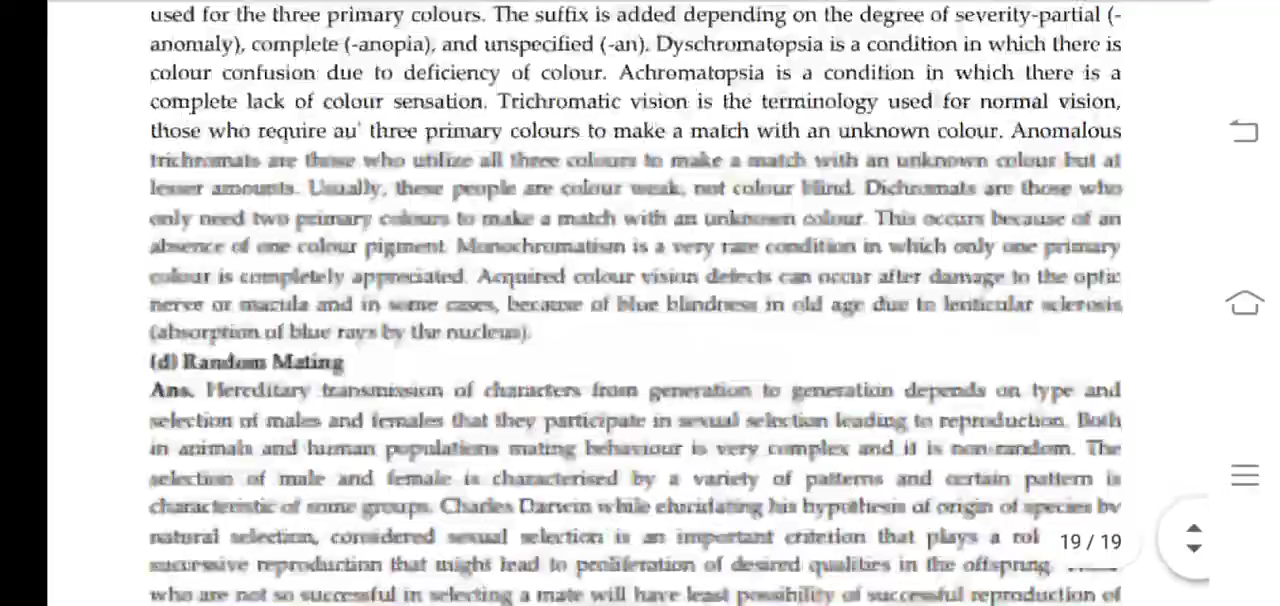 used for the three primary colours. The suffix is added depending on the degree of severity-partial (-
anomaly), complete (-anopia), and unspecified (-an). Dyschromatopsia is a condition in which there is
colour confusion due to deficiency of colour. Achromatopsia is a condition in which there is a
complete lack of colour sensation. Trichromatic vision is the terminology used for normal vision,
those who require au' three primary colours to make a match with an unknown colour. Anomalous
trichromats are those who utilize all three colours to make a match with an unknown colour but at
lesser amounts. Usually, these people are colour weak, not colour blind. Dichromats are those who
only need two primary colours to make a match with an unknown colour. This occurs because of an
absence of one colour pigment. Monochromatism is a very rare condition in which only one primary
colour is completely appreciated. Acquired colour vision defects can occur after damage to the optic
nerve or macula and in some cases, because of blue blindness in old age due to lenticular sclerosis
(absorption of blue rays by the nucleus).
(d) Random Mating
Ans. Hereditary transmission of characters from generation to generation depends on type and
selection of males and females that they participate in sexual selection leading to reproduction. Both
in animals and human populations mating behaviour is very complex and it is non-random. The
selection of male and female is characterised by a variety of patterns and certain pattern is
characteristic of some groups. Charles Darwin while elucidating his hypothesis of origin of species by
natural selection, considered sexual selection is an important criterion that plays a rol
19 / 19
successive reproduction that might lead to proliferation of desired qualities in the offspring.
who are not so successful in selecting a mate will have least possibility of successful reproduction of